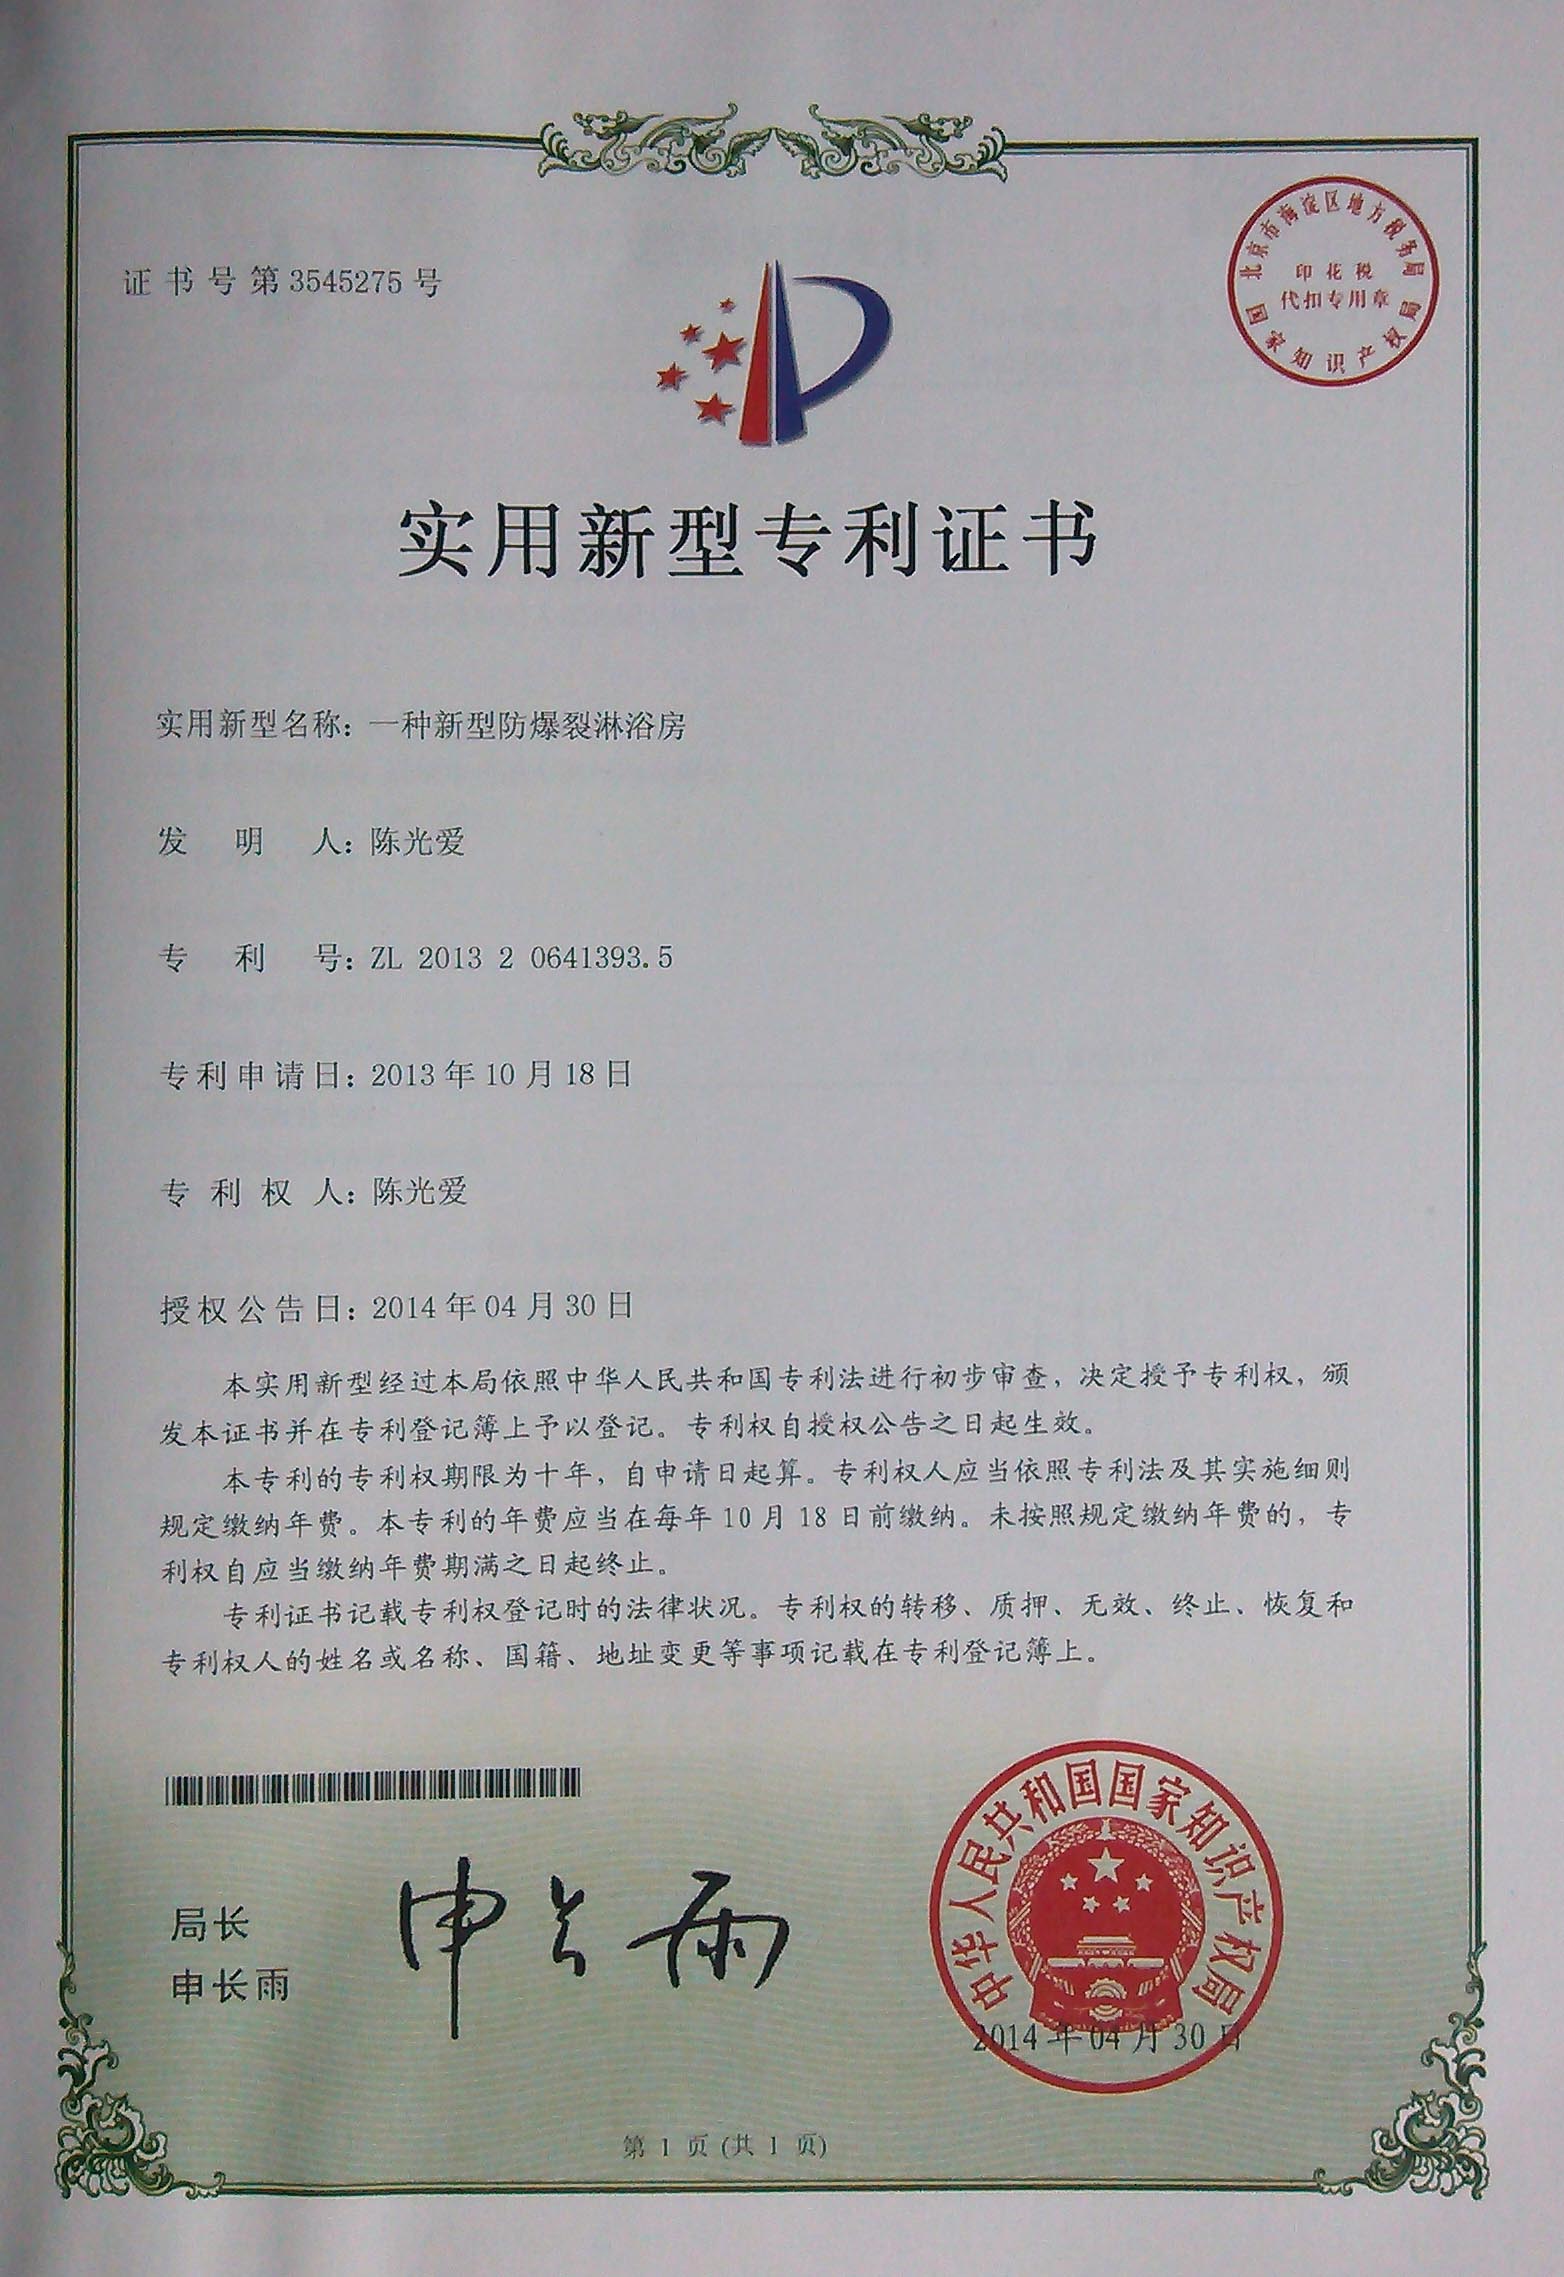 证书号第3545275号
北京市海淀区地方税务局
印花税
代扣专用章
国家知识产权局
实用新型专利证书
实用新型名称：一种新型防爆裂淋浴房
发明人：陈光爱
专利号：ZL 2013 2 0641393.5
专利申请日：2013年10月18日
专利权人：陈光爱
授权公告日：2014年04月30日
本实用新型经过本局依照中华人民共和国专利法进行初步审查，决定授予专利权，颁
发本证书并在专利登记簿上予以登记。专利权自授权公告之日起生效。
本专利的专利权期限为十年，自申请日起算。专利权人应当依照专利法及其实施细则
规定缴纳年费。本专利的年费应当在每年10月18日前缴纳。未按照规定缴纳年费的，专
利权自应当缴纳年费期满之日起终止。
专利证书记载专利权登记时的法律状况。专利权的转移、质押、无效、终止、恢复和
专利权人的姓名或名称、国籍、地址变更等事项记载在专利登记簿上。
局长
申长雨
申长雨
中华人民共和国国家知识产权局
2014年04月30日
第 1 页 (共 1 页)